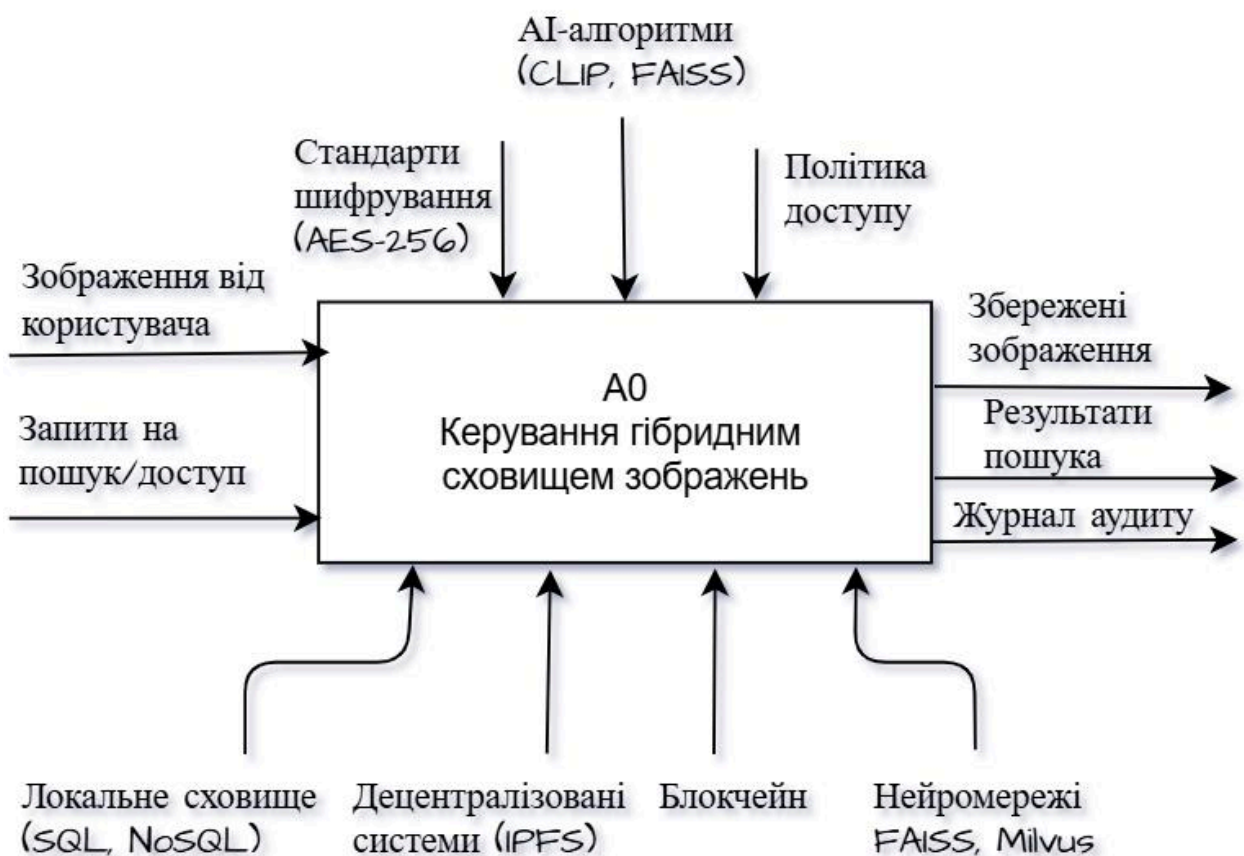 AI-алгоритми
(CLIP, FAISS)
Стандарти
шифрування
(AES-256)
Політика
доступу
Зображення від
користувача
Запити на
пошук/доступ
A0
Керування гібридним
сховищем зображень
Збережені
зображення
Результати
пошука
Журнал аудиту
Локальне сховище
(SQL, NoSQL)
Децентралізовані
системи (IPFS)
Блокчейн
Нейромережі
FAISS, Milvus